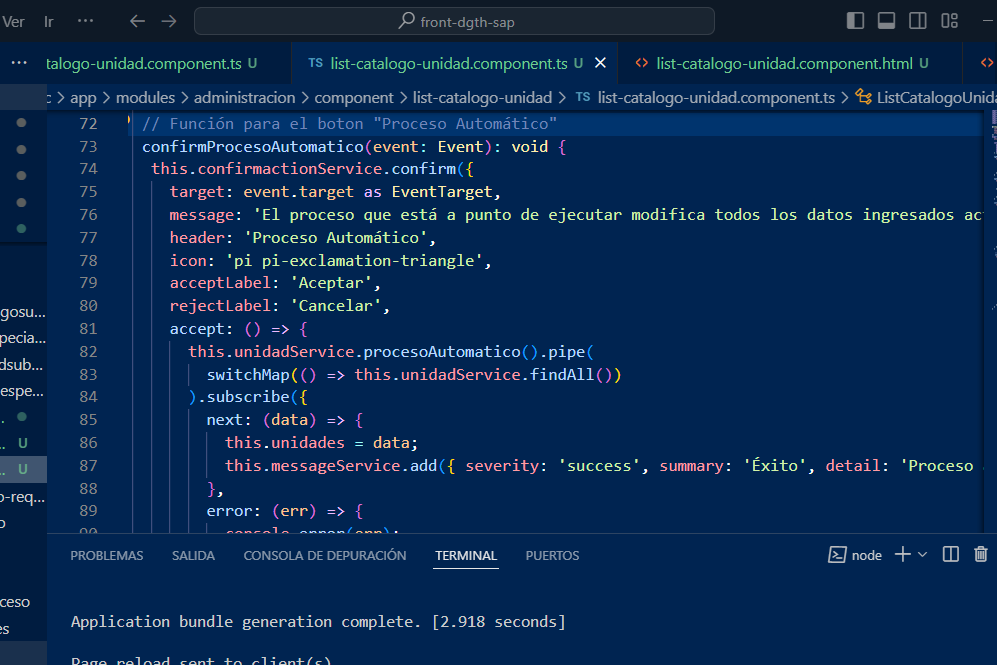 Ver Ir ··· ← → front-dgth-sap
··· talogo-unidad.component.ts U TS list-catalogo-unidad.component.ts U × <> list-catalogo-unidad.component.html U <>
c > app > modules > administracion > component > list-catalogo-unidad > TS list-catalogo-unidad.component.ts > ListCatalogoUnida
72 // Función para el boton "Proceso Automático"
73 confirmProcesoAutomatico(event: Event): void {
74 this.confirmactionService.confirm({
75 target: event.target as EventTarget,
76 message: 'El proceso que está a punto de ejecutar modifica todos los datos ingresados ac
77 header: 'Proceso Automático',
78 icon: 'pi pi-exclamation-triangle',
79 acceptLabel: 'Aceptar',
80 rejectLabel: 'Cancelar',
81 accept: () => {
82 this.unidadService.procesoAutomatico().pipe(
83 switchMap(() => this.unidadService.findAll())
84 ).subscribe({
85 next: (data) => {
86 this.unidades = data;
87 this.messageService.add({ severity: 'success', summary: 'Éxito', detail: 'Proceso
88 },
89 error: (err) => {
90 console.error(err);
gosu...
pecia...
dsub...
espe...
.
.. U
.. U
o-req...
o
ceso
es
PROBLEMAS SALIDA CONSOLA DE DEPURACIÓN TERMINAL PUERTOS node
Application bundle generation complete. [2.918 seconds]
Page reload sent to client(s).